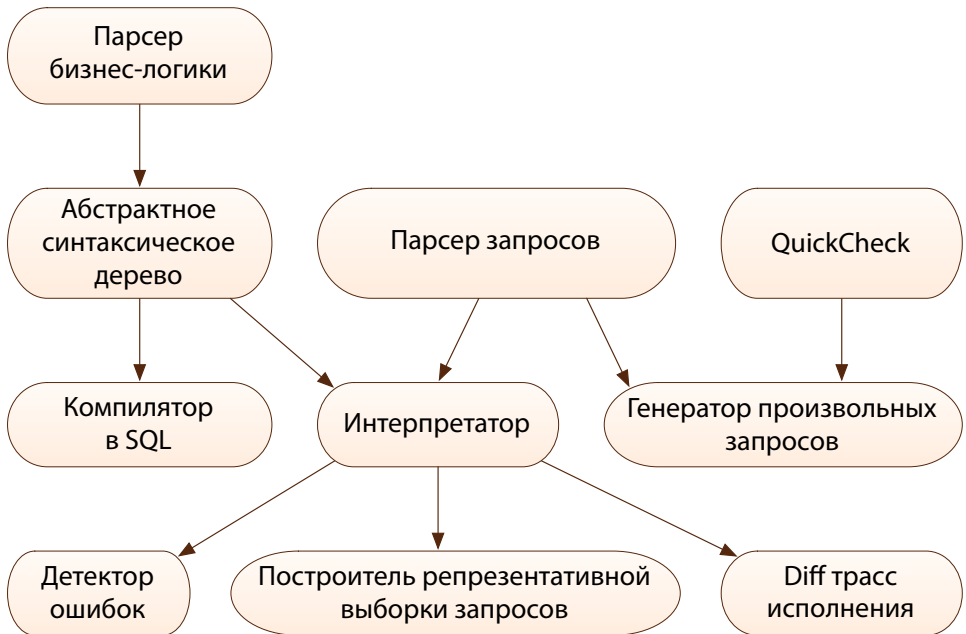 Парсер
бизнес-логики
Абстрактное
синтаксическое
дерево
Парсер запросов
QuickCheck
Компилятор
в SQL
Интерпретатор
Генератор произвольных
запросов
Детектор
ошибок
Построитель репрезентативной
выборки запросов
Diff трасс
исполнения